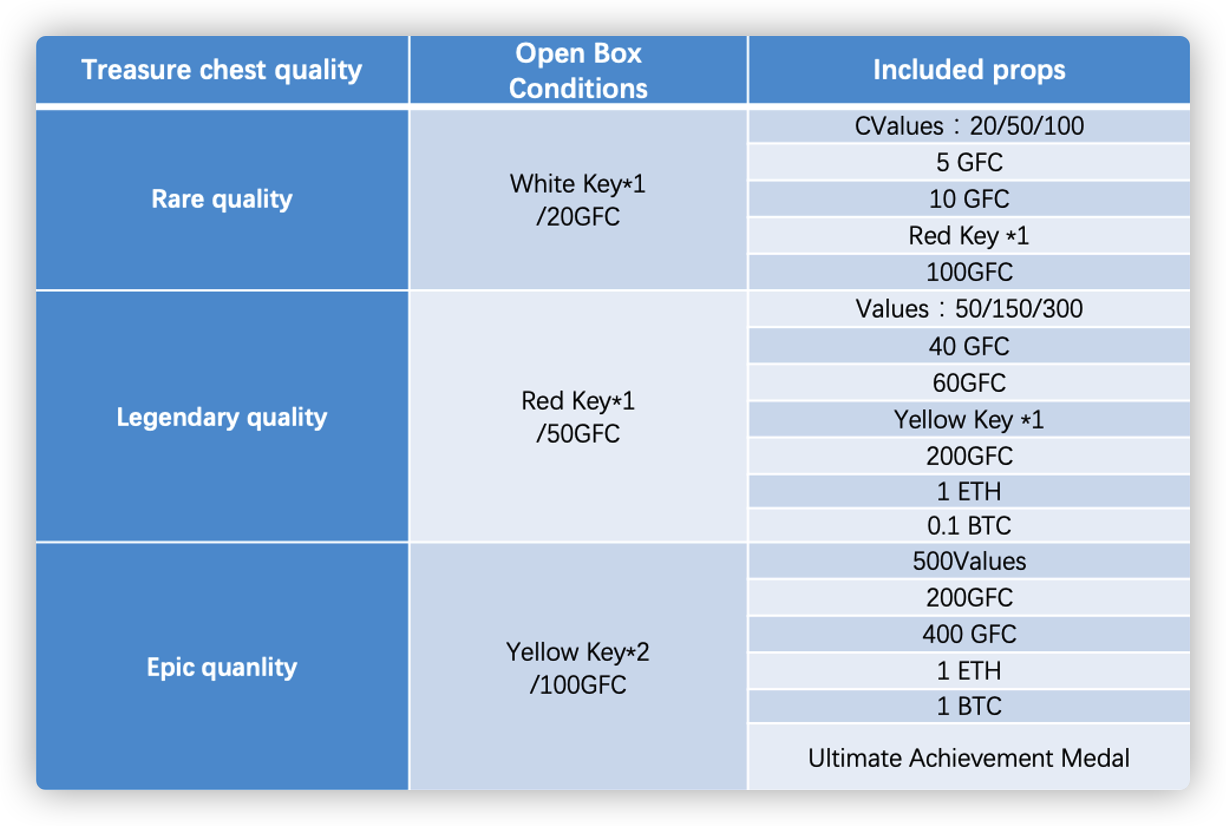 Treasure chest quality
Open Box
Conditions
Included props
Rare quality
White Key*1
/20GFC
CValues：20/50/100
5 GFC
10 GFC
Red Key *1
100GFC
Legendary quality
Red Key*1
/50GFC
Values：50/150/300
40 GFC
60GFC
Yellow Key *1
200GFC
1 ETH
0.1 BTC
Epic quanlity
Yellow Key*2
/100GFC
500Values
200GFC
400 GFC
1 ETH
1 BTC
Ultimate Achievement Medal